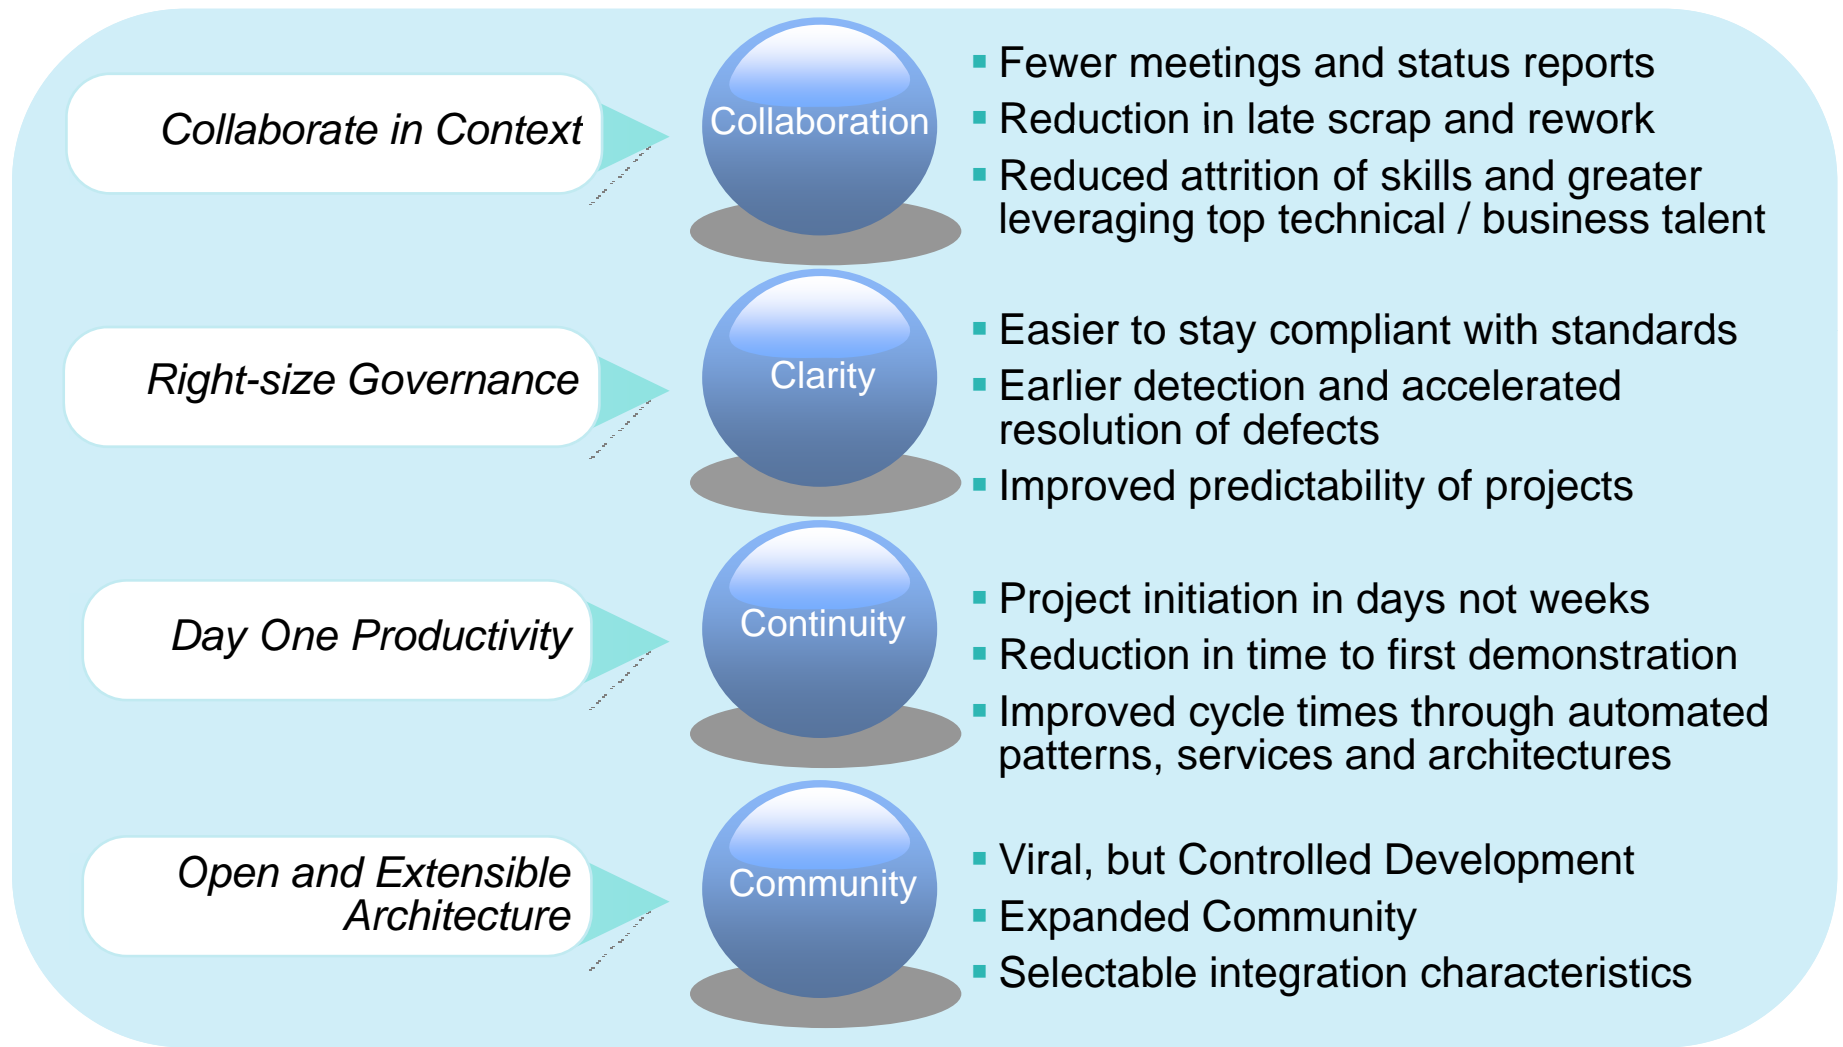 Collaborate in Context
Collaboration
Fewer meetings and status reports
Reduction in late scrap and rework
Reduced attrition of skills and greater
leveraging top technical / business talent
Right-size Governance
Clarity
Easier to stay compliant with standards
Earlier detection and accelerated
resolution of defects
Improved predictability of projects
Day One Productivity
Continuity
Project initiation in days not weeks
Reduction in time to first demonstration
Improved cycle times through automated
patterns, services and architectures
Open and Extensible
Architecture
Community
Viral, but Controlled Development
Expanded Community
Selectable integration characteristics